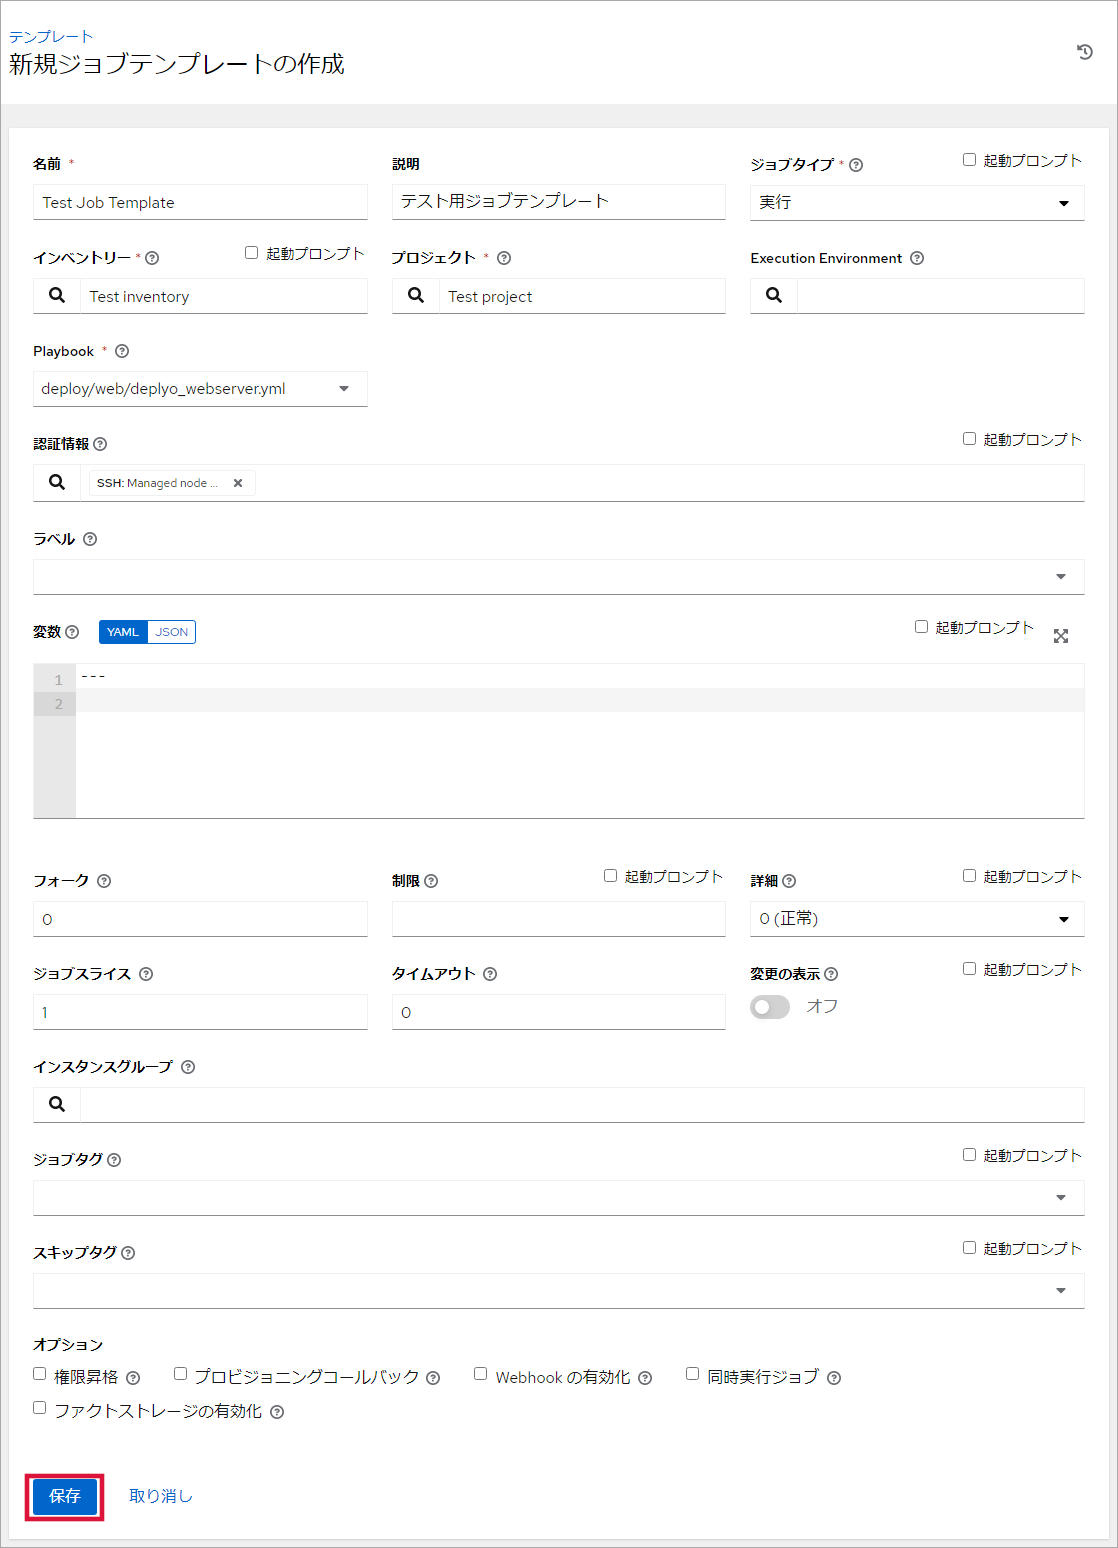 テンプレート
新規ジョブテンプレートの作成
名前 *
説明
ジョブタイプ *
起動プロンプト
Test Job Template
テスト用ジョブテンプレート
実行
インベントリー *
起動プロンプト
プロジェクト *
Execution Environment
Test inventory
Test project
Playbook *
deploy/web/deplyo_webserver.yml
認証情報
起動プロンプト
SSH: Managed node ...
ラベル
変数
YAML
JSON
起動プロンプト
1 ---
2
フォーク
制限
起動プロンプト
詳細
起動プロンプト
0
0 (正常)
ジョブスライス
タイムアウト
変更の表示
起動プロンプト
1
0
オフ
インスタンスグループ
ジョブタグ
起動プロンプト
スキップタグ
起動プロンプト
オプション
権限昇格
プロビジョニングコールバック
Webhook の有効化
同時実行ジョブ
ファクトストレージの有効化
保存
取り消し